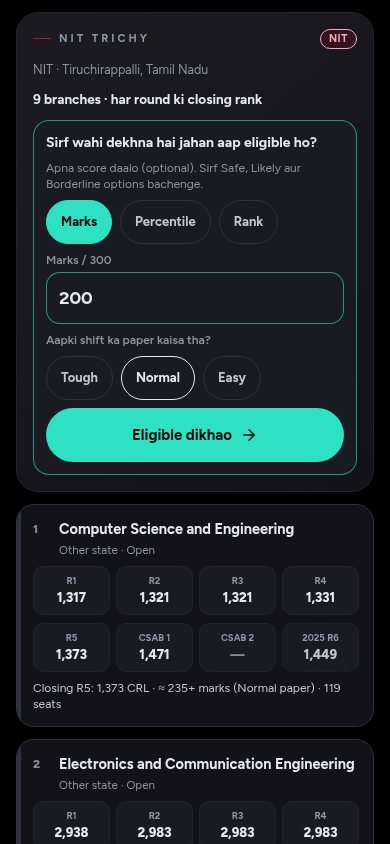 NIT TRICHY
NIT
NIT · Tiruchirappalli, Tamil Nadu
9 branches · har round ki closing rank
Sirf wahi dekhna hai jahan aap eligible ho?
Apna score daalo (optional). Sirf Safe, Likely aur
Borderline options bachenge.
Marks Percentile Rank
Marks / 300
200
Aapki shift ka paper kaisa tha?
Tough Normal Easy
Eligible dikhao →
1 Computer Science and Engineering
Other state · Open
R1 R2 R3 R4
1,317 1,321 1,321 1,331
R5 CSAB 1 CSAB 2 2025 R6
1,373 1,471 — 1,449
Closing R5: 1,373 CRL · ≈ 235+ marks (Normal paper) · 119
seats
2 Electronics and Communication Engineering
Other state · Open
R1 R2 R3 R4
2,938 2,983 2,983 2,983